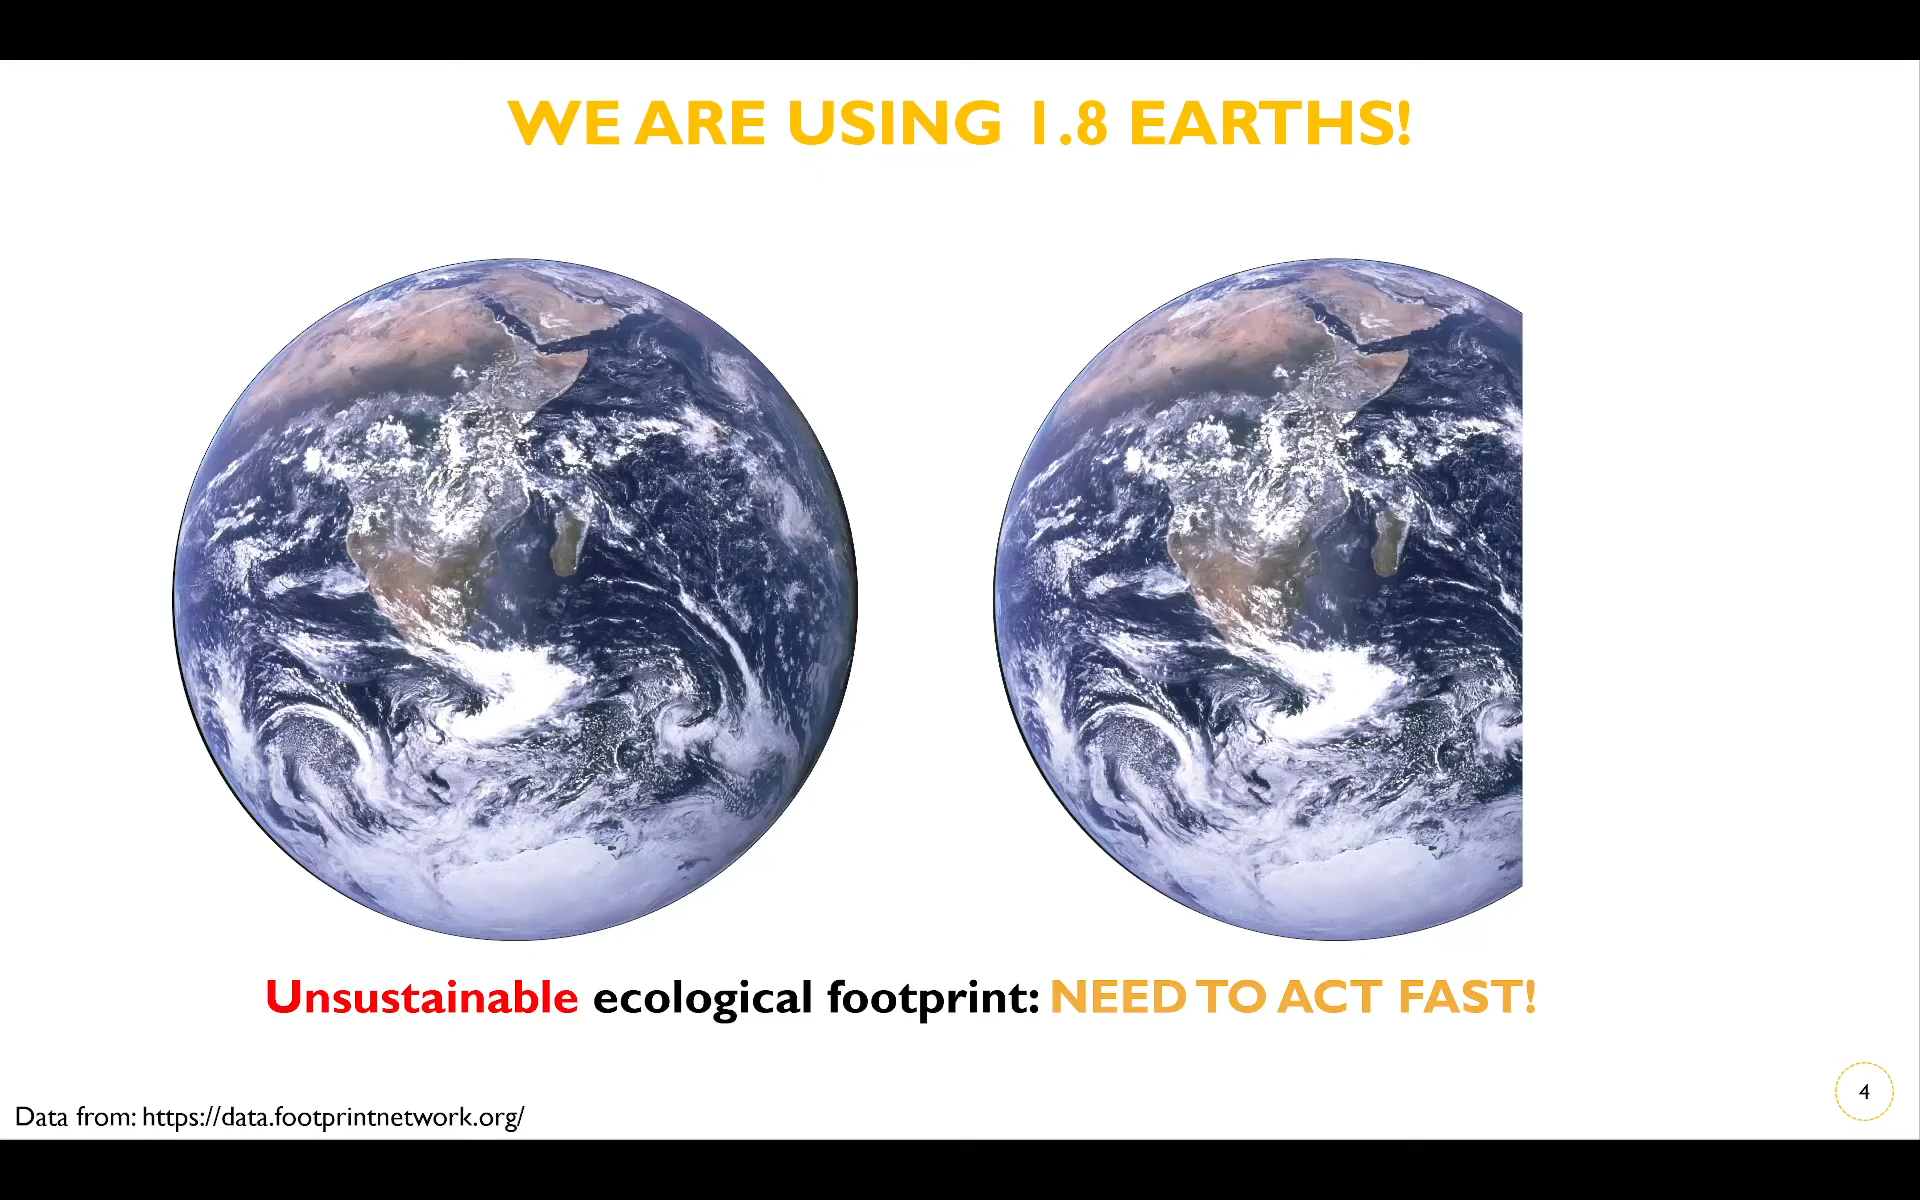 WE ARE USING 1.8 EARTHS!
Unsustainable ecological footprint: NEED TO ACT FAST!
4
Data from: https://data.footprintnetwork.org/